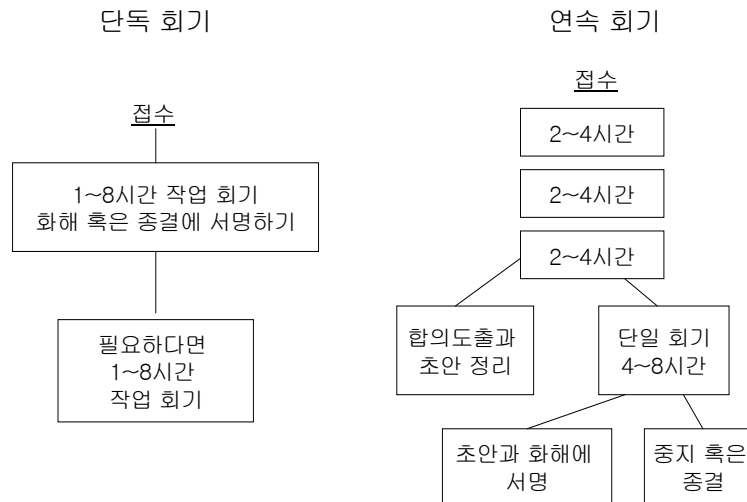 단독 회기
접수
1~8시간 작업 회기
화해 혹은 종결에 서명하기
필요하다면
1~8시간
작업 회기
연속 회기
접수
2~4시간
2~4시간
2~4시간
합의도출과
초안 정리
단일 회기
4~8시간
초안과 화해에
서명
중지 혹은
종결